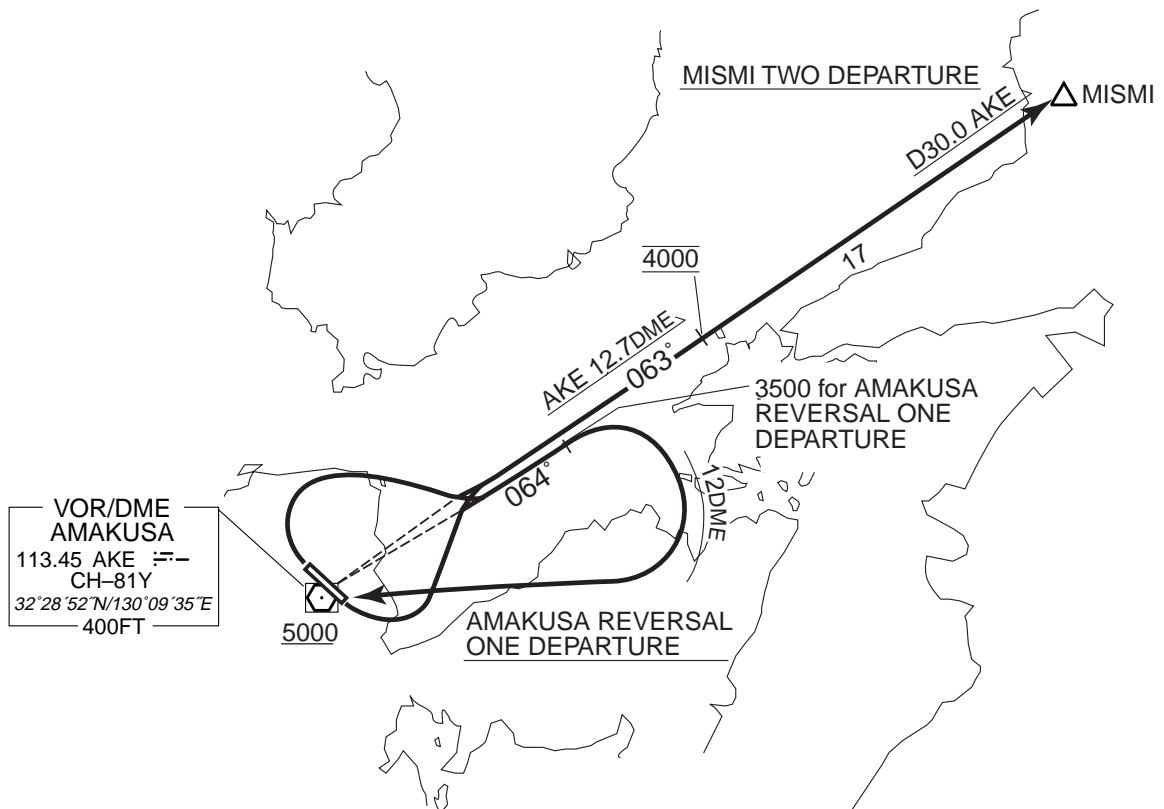 MISMI TWO DEPARTURE
MISMI
D30.0 AKE
17
4000
AKE 12.7DME
063°
3500 for AMAKUSA
REVERSAL ONE
DEPARTURE
064°
12DME
VOR/DME
AMAKUSA
113.45 AKE
CH–81Y
32°28´52˝N/130°09´35˝E
400FT
5000
AMAKUSA REVERSAL
ONE DEPARTURE